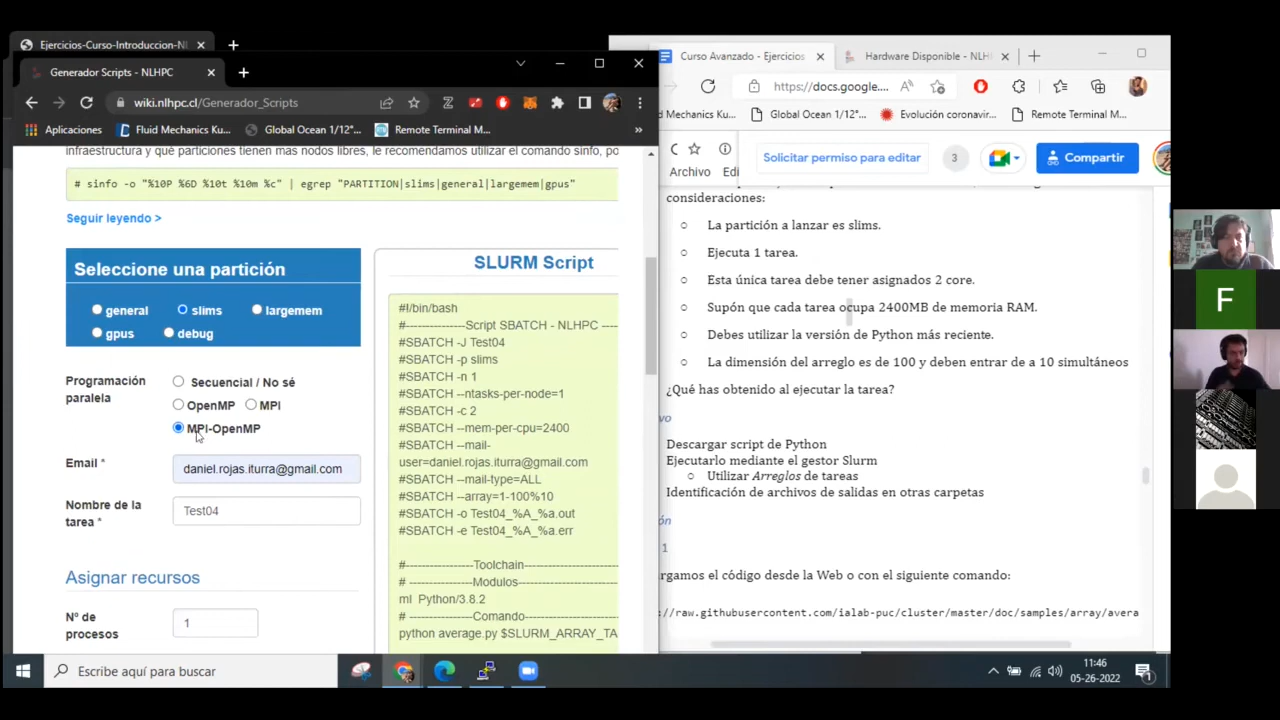 Ejercicios-Curso-Introduccion-NL
Generador Scripts - NLHPC
wiki.nlhpc.cl/Generador_Scripts
Aplicaciones
Fluid Mechanics Ku...
Global Ocean 1/12°...
Remote Terminal M...
»
infraestructura y qué particiones tienen mas nodos libres, le recomendamos utilizar el comando sinfo, po
# sinfo -o "%10P %6D %10t %10m %c" | egrep "PARTITION|slims|general|largemem|gpus"
Seguir leyendo >
Seleccione una partición
general slims largemem
gpus debug
Programación paralela
Secuencial / No sé
OpenMP MPI
MPI-OpenMP
Email *
daniel.rojas.iturra@gmail.com
Nombre de la tarea *
Test04
Asignar recursos
Nº de procesos
1
SLURM Script
#!/bin/bash
#---------------Script SBATCH - NLHPC ----
#SBATCH -J Test04
#SBATCH -p slims
#SBATCH -n 1
#SBATCH --ntasks-per-node=1
#SBATCH -c 2
#SBATCH --mem-per-cpu=2400
#SBATCH --mail-
user=daniel.rojas.iturra@gmail.com
#SBATCH --mail-type=ALL
#SBATCH --array=1-100%10
#SBATCH -o Test04_%A_%a.out
#SBATCH -e Test04_%A_%a.err
#-----------------Toolchain-----------------
# ----------------Modulos-----------------
ml Python/3.8.2
# ----------------Comando-----------------
python average.py $SLURM_ARRAY_TA
Curso Avanzado - Ejercicios
Hardware Disponible - NLH
https://docs.google....
Mechanics Ku...
Global Ocean 1/12°...
Evolución coronavir...
Remote Terminal M...
Solicitar permiso para editar
3
Compartir
Archivo
Edi
consideraciones:
○ La partición a lanzar es slims.
○ Ejecuta 1 tarea.
○ Esta única tarea debe tener asignados 2 core.
○ Supón que cada tarea ocupa 2400MB de memoria RAM.
○ Debes utilizar la versión de Python más reciente.
○ La dimensión del arreglo es de 100 y deben entrar de a 10 simultáneos
¿Qué has obtenido al ejecutar la tarea?
vo
Descargar script de Python
Ejecutarlo mediante el gestor Slurm
○ Utilizar Arreglos de tareas
Identificación de archivos de salidas en otras carpetas
ón
1
rgamos el código desde la Web o con el siguiente comando:
://raw.githubusercontent.com/ialab-puc/cluster/master/doc/samples/array/avera
F
Escribe aquí para buscar
11:46
05-26-2022
1